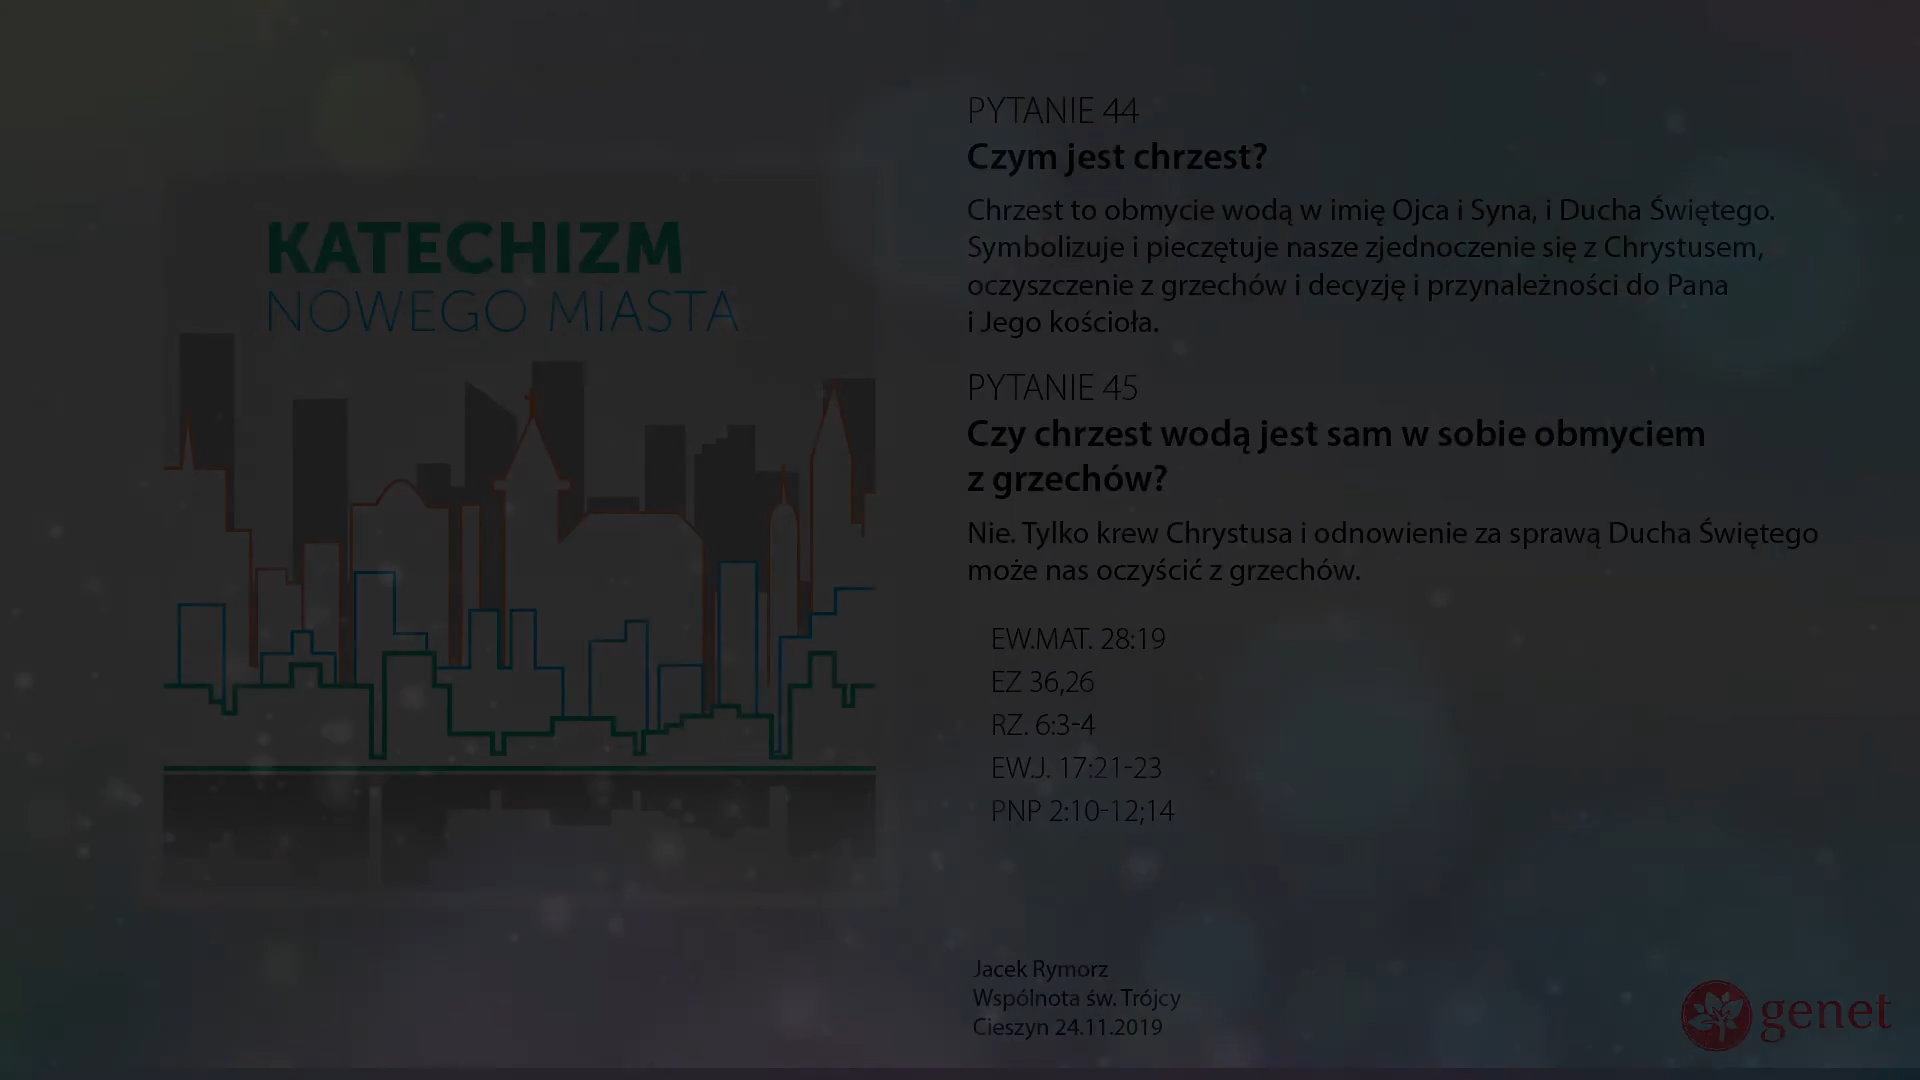 KATECHIZM
NOWEGO MIASTA
PYTANIE 44
Czym jest chrzest?
Chrzest to obmycie wodą w imię Ojca i Syna, i Ducha Świętego.
Symbolizuje i pieczętuje nasze zjednoczenie się z Chrystusem,
oczyszczenie z grzechów i decyzję i przynależności do Pana
i Jego kościoła.
PYTANIE 45
Czy chrzest wodą jest sam w sobie obmyciem
z grzechów?
Nie. Tylko krew Chrystusa i odnowienie za sprawą Ducha Świętego
może nas oczyścić z grzechów.
EW.MAT. 28:19
EZ 36,26
RZ. 6:3-4
EW.J. 17:21-23
PNP 2:10-12;14
Jacek Rymorz
Wspólnota św. Trójcy
Cieszyn 24.11.2019
genet